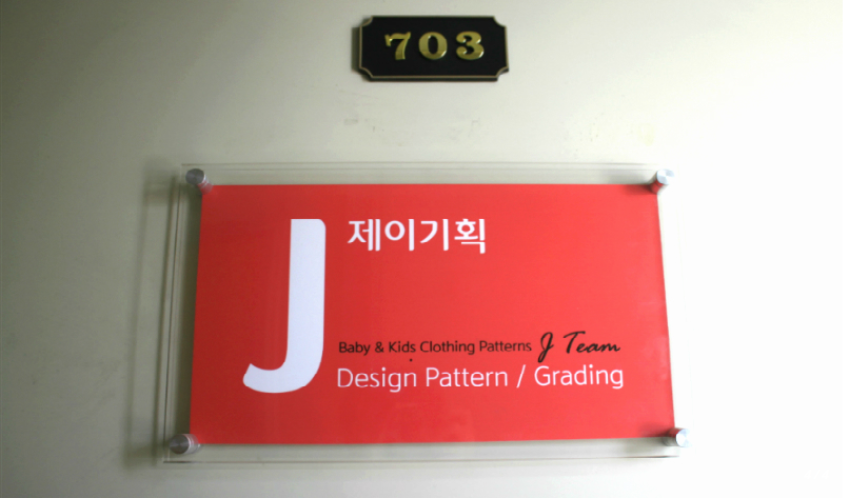 703
J
제이기획
Baby & Kids Clothing Patterns J Team
Design Pattern / Grading